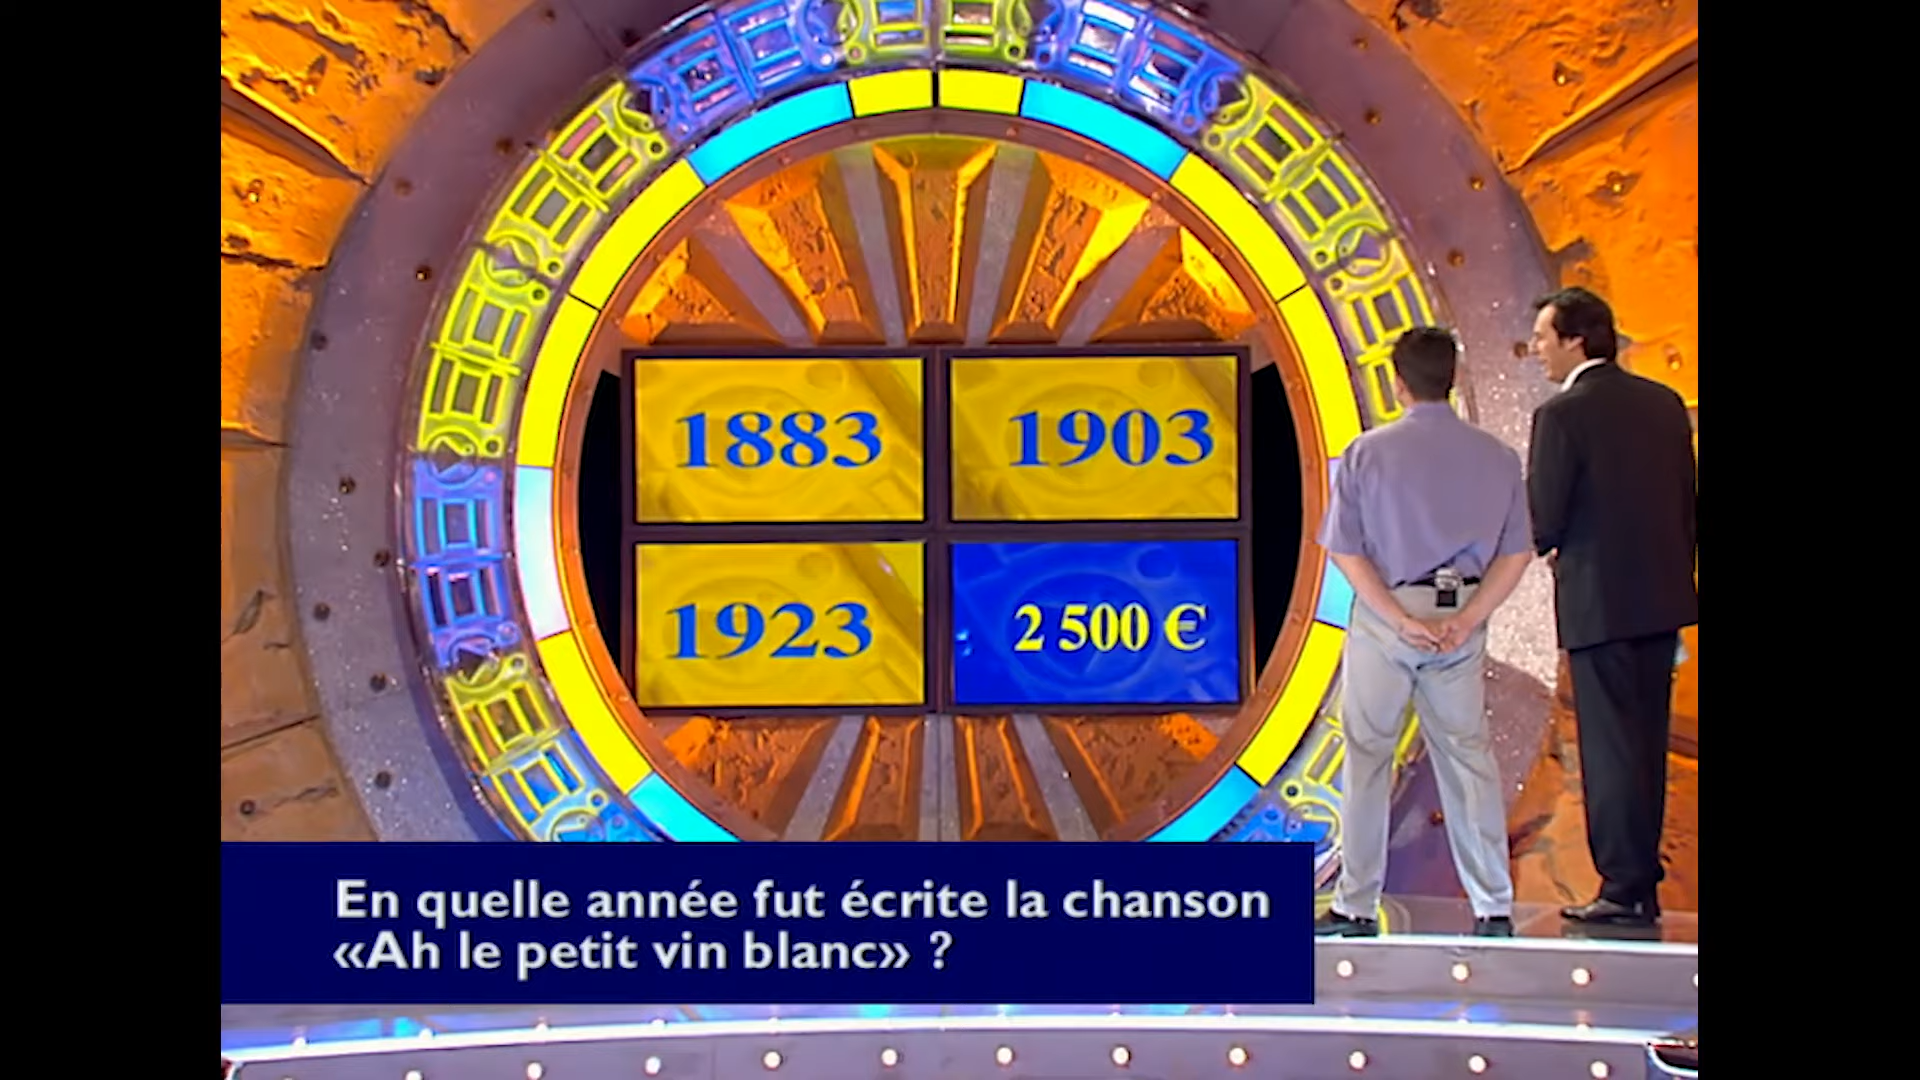 1883
1903
1923
2 500 €
En quelle année fut écrite la chanson
«Ah le petit vin blanc» ?